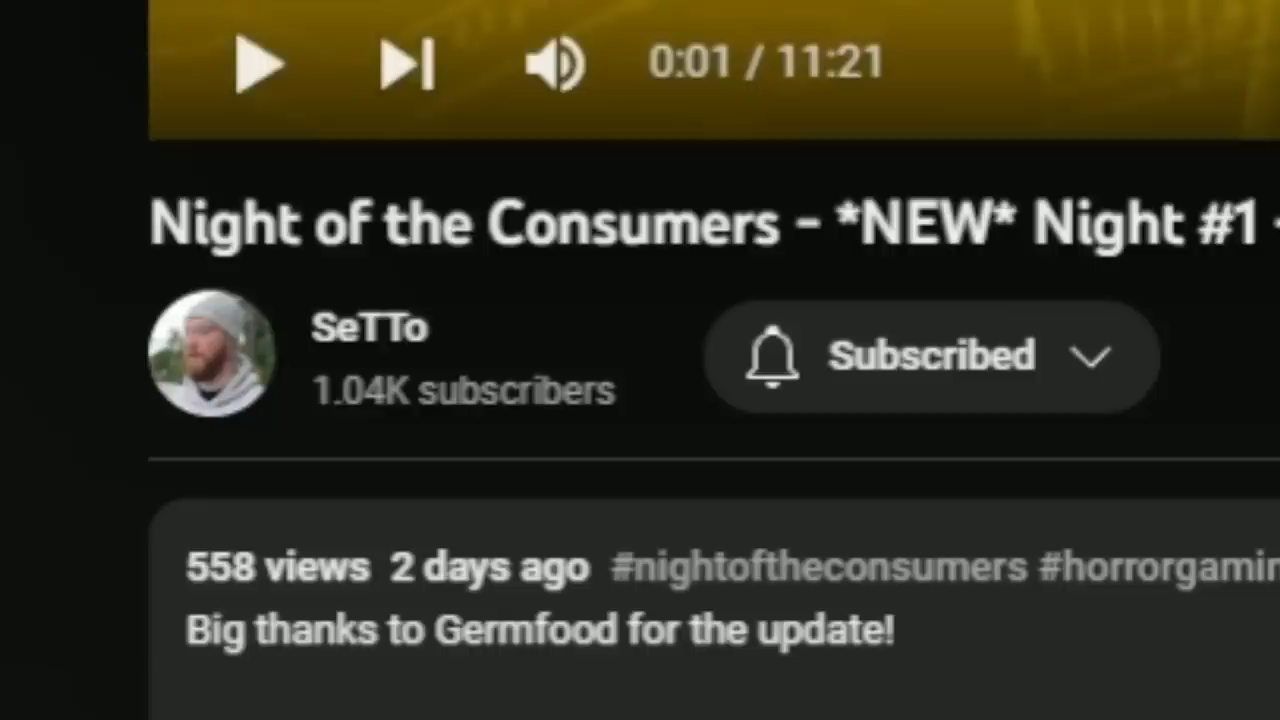 0:01 / 11:21
Night of the Consumers - *NEW* Night #1 -
SeTTo
1.04K subscribers
Subscribed
558 views 2 days ago #nightoftheconsumers #horrorgamin
Big thanks to Germfood for the update!